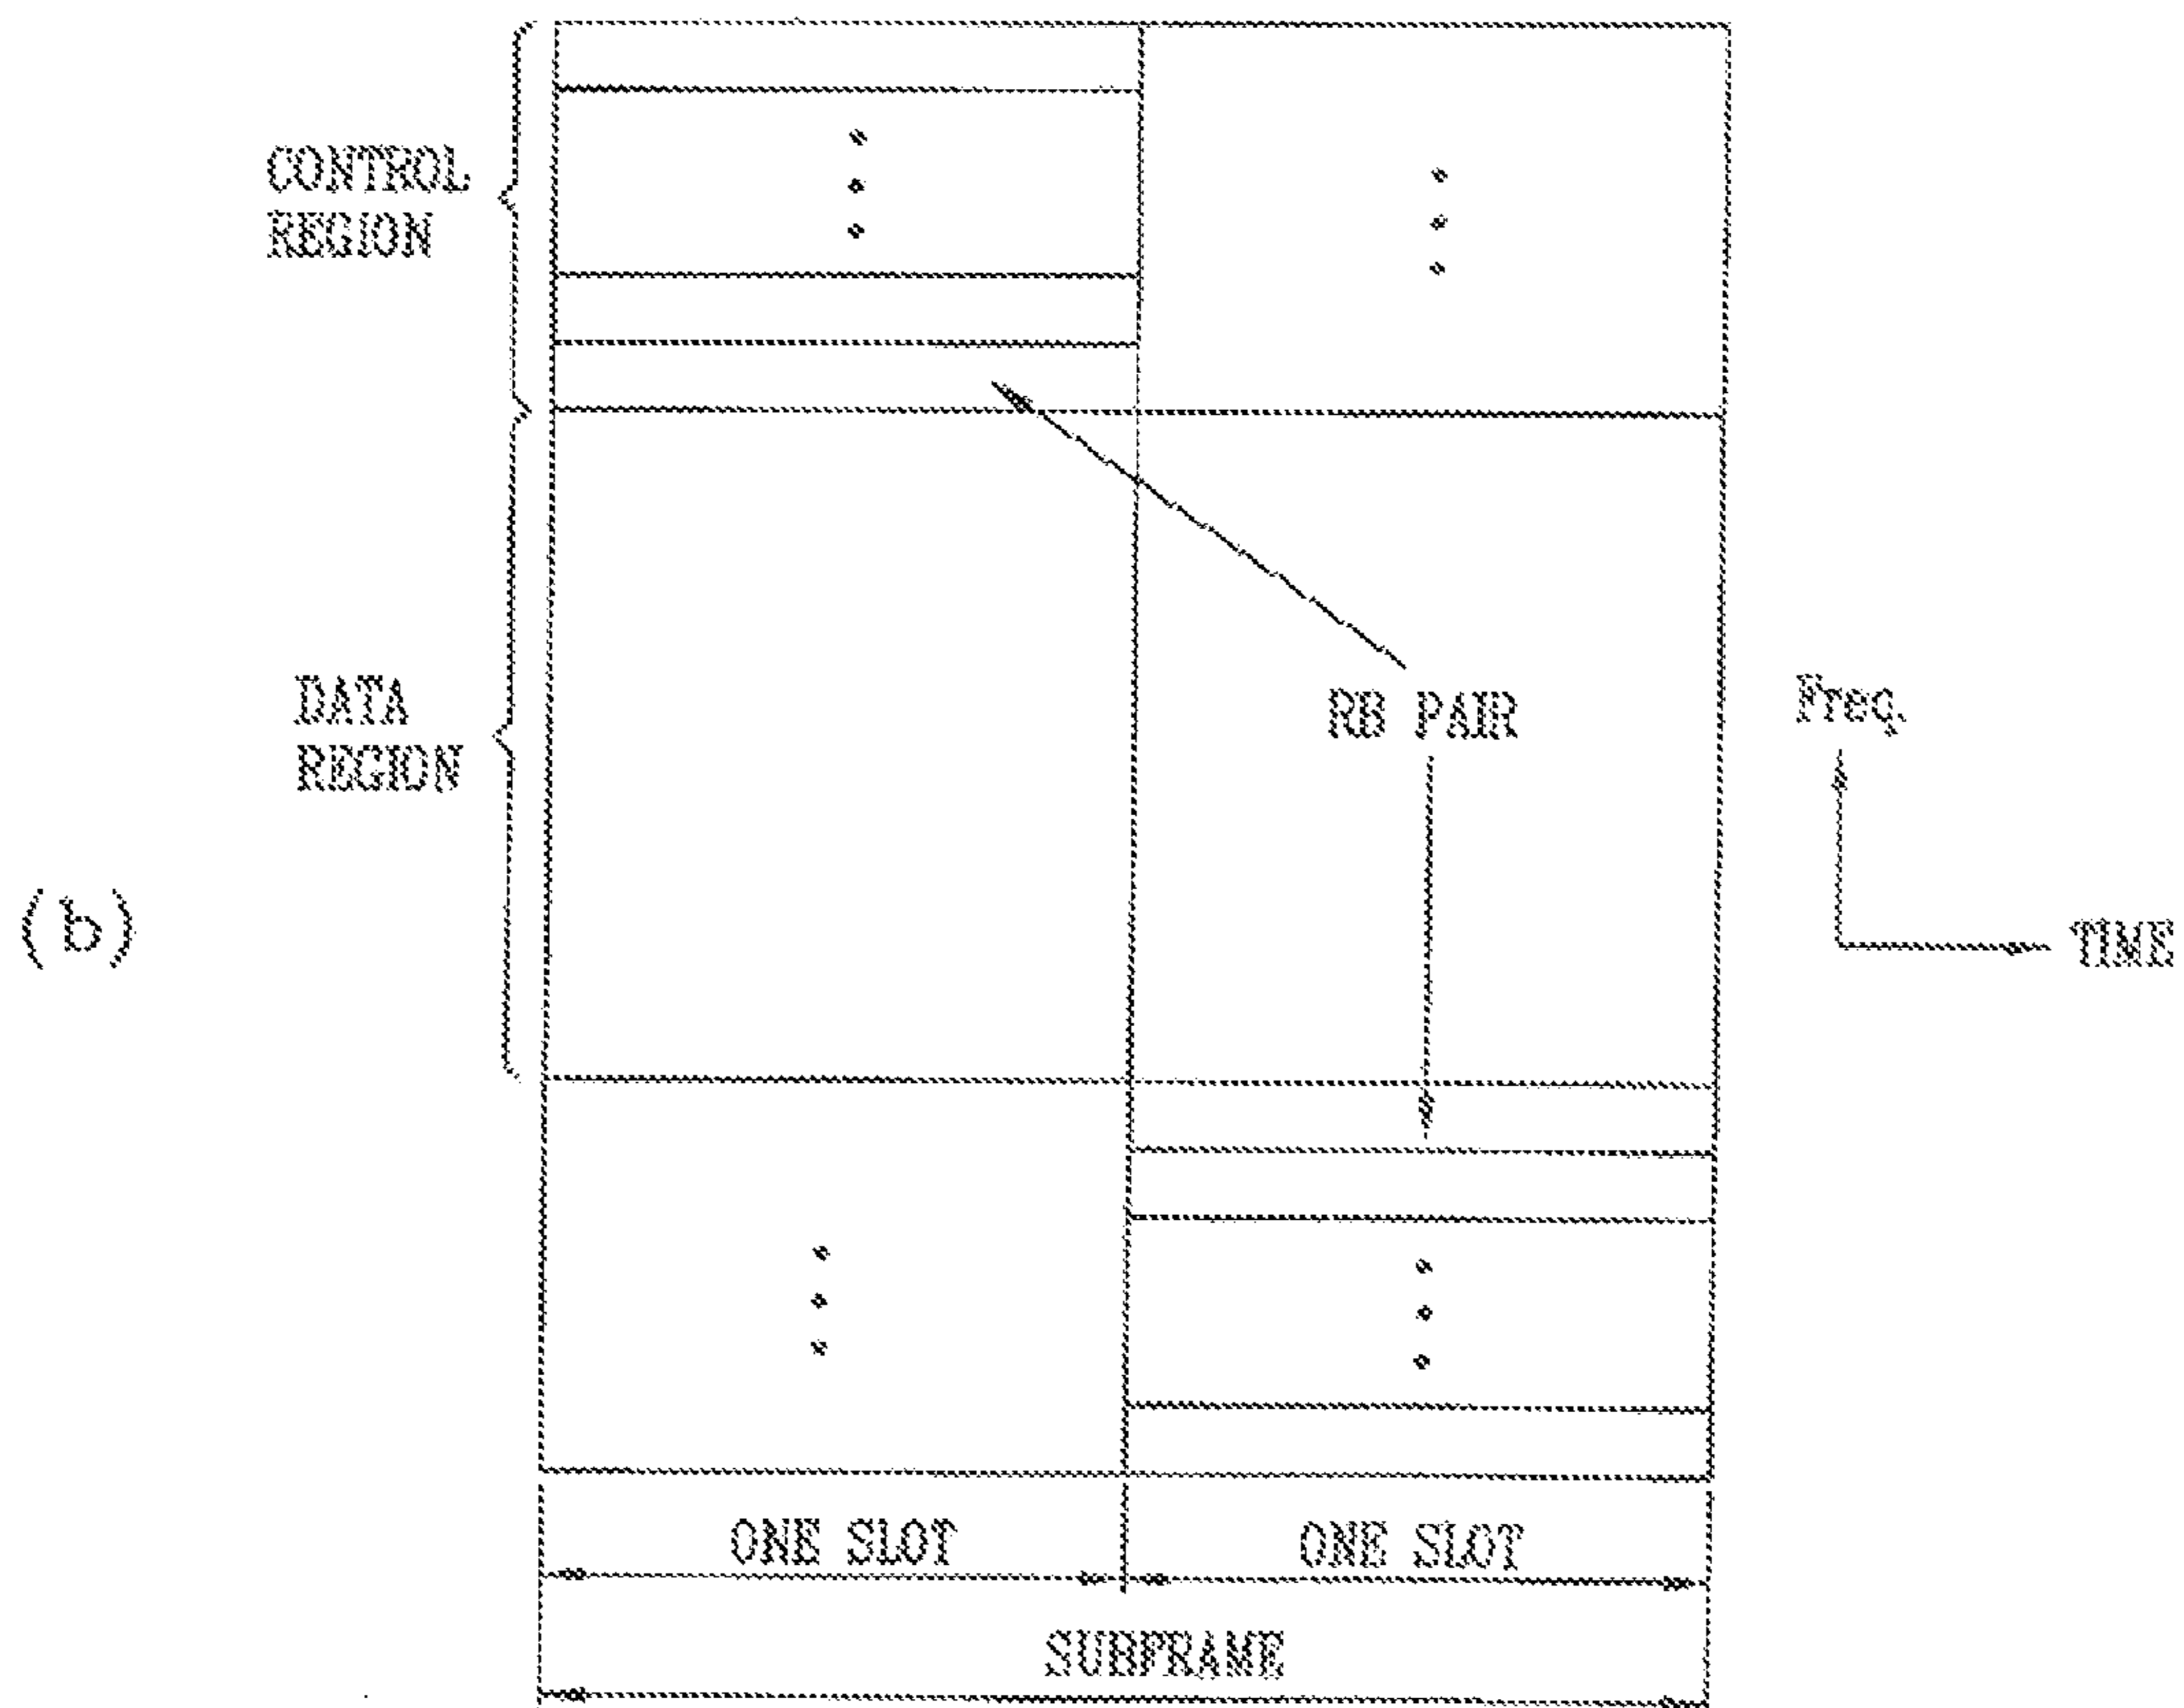 CONTROL
REGION
DATA
REGION
RB PAIR
Freq.
(b)
TIME
ONE SLOT
ONE SLOT
SUBFRAME